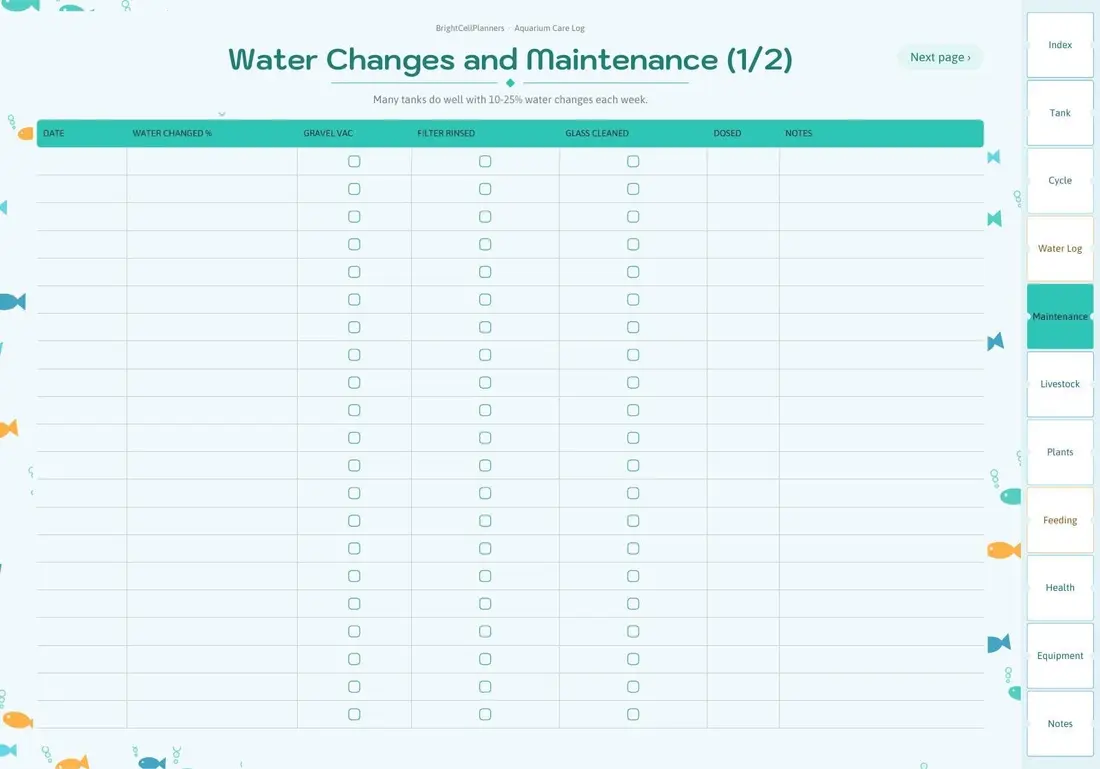 BrightCellPlanners · Aquarium Care Log
Water Changes and Maintenance (1/2)
Next page ›
Many tanks do well with 10-25% water changes each week.
DATE WATER CHANGED % GRAVEL VAC FILTER RINSED GLASS CLEANED DOSED NOTES
Index
Tank
Cycle
Water Log
Maintenance
Livestock
Plants
Feeding
Health
Equipment
Notes